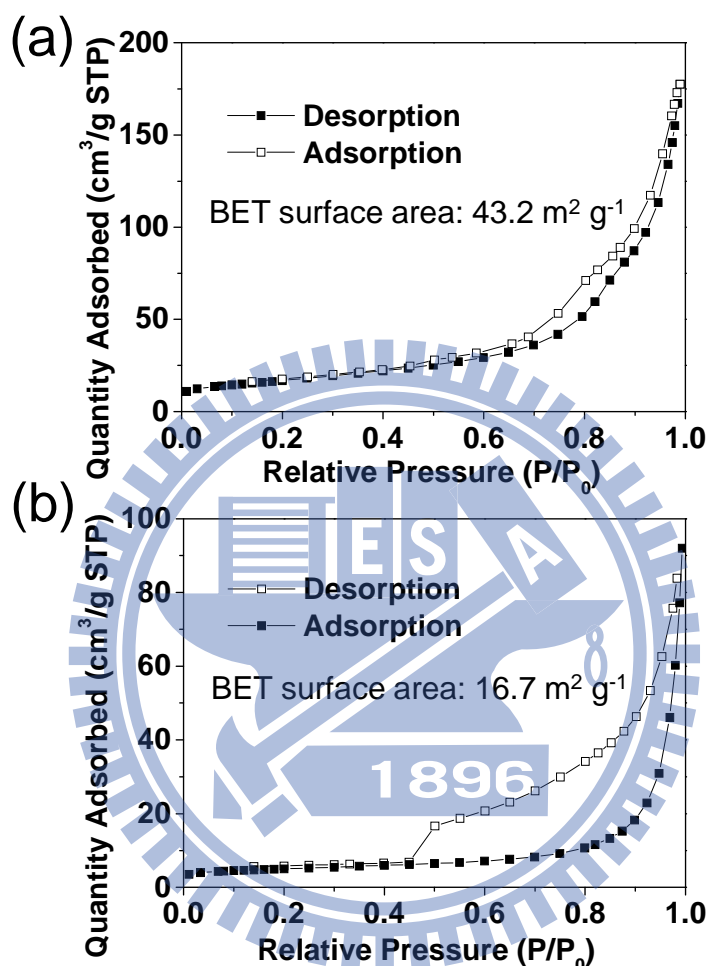 (a)
200
150
100
50
0
Quantity Adsorbed (cm³/g STP)
Desorption
Adsorption
BET surface area: 43.2 m² g⁻¹
0.0 0.2 0.4 0.6 0.8 1.0
Relative Pressure (P/P₀)
(b)
100
80
60
40
20
0
Quantity Adsorbed (cm³/g STP)
Desorption
Adsorption
BET surface area: 16.7 m² g⁻¹
0.0 0.2 0.4 0.6 0.8 1.0
Relative Pressure (P/P₀)
E S A
8
1896